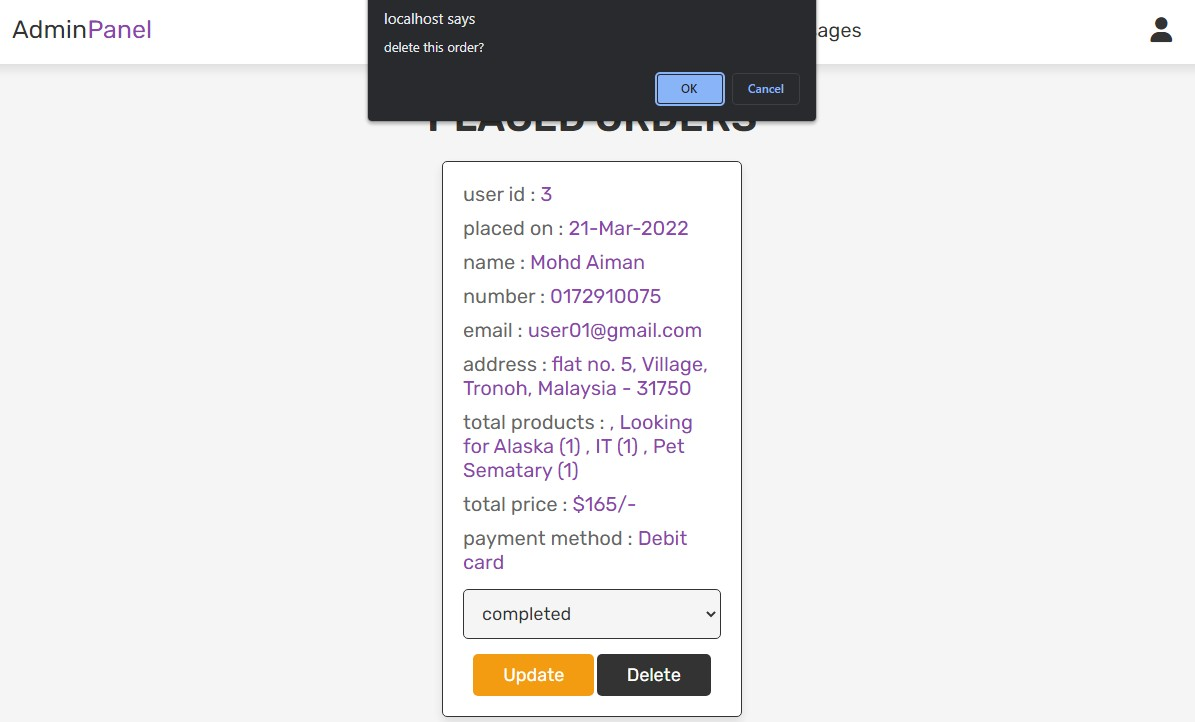 AdminPanel
localhost says
ages
delete this order?
OK
Cancel
PLACED ORDERS
user id : 3
placed on : 21-Mar-2022
name : Mohd Aiman
number : 0172910075
email : user01@gmail.com
address : flat no. 5, Village,
Tronoh, Malaysia - 31750
total products : , Looking
for Alaska (1) , IT (1) , Pet
Sematary (1)
total price : $165/-
payment method : Debit
card
completed
Update
Delete